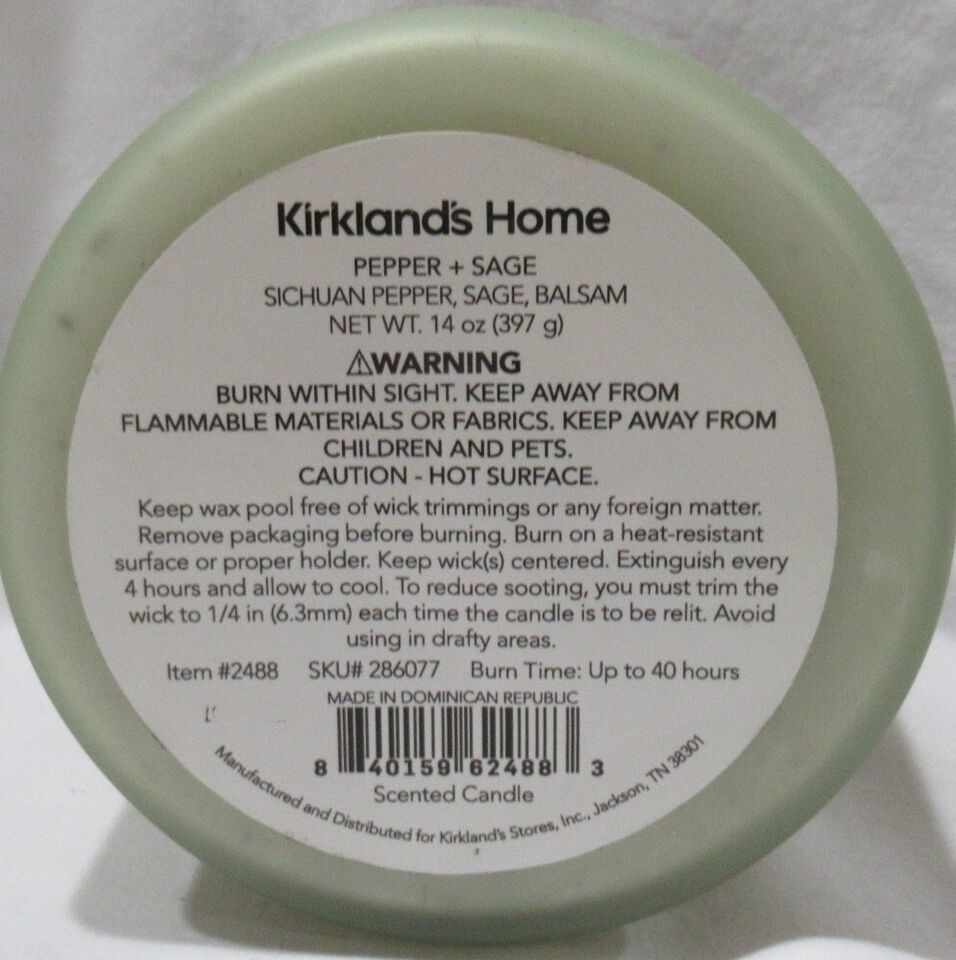 Kirkland's Home
PEPPER + SAGE
SICHUAN PEPPER, SAGE, BALSAM
NET WT. 14 oz (397 g)
⚠WARNING
BURN WITHIN SIGHT. KEEP AWAY FROM
FLAMMABLE MATERIALS OR FABRICS. KEEP AWAY FROM
CHILDREN AND PETS.
CAUTION - HOT SURFACE.
Keep wax pool free of wick trimmings or any foreign matter.
Remove packaging before burning. Burn on a heat-resistant
surface or proper holder. Keep wick(s) centered. Extinguish every
4 hours and allow to cool. To reduce sooting, you must trim the
wick to 1/4 in (6.3mm) each time the candle is to be relit. Avoid
using in drafty areas.
Item #2488 SKU# 286077 Burn Time: Up to 40 hours
MADE IN DOMINICAN REPUBLIC
8 40159 62488 3
Scented Candle
Manufactured and Distributed for Kirkland's Stores, Inc., Jackson, TN 38301